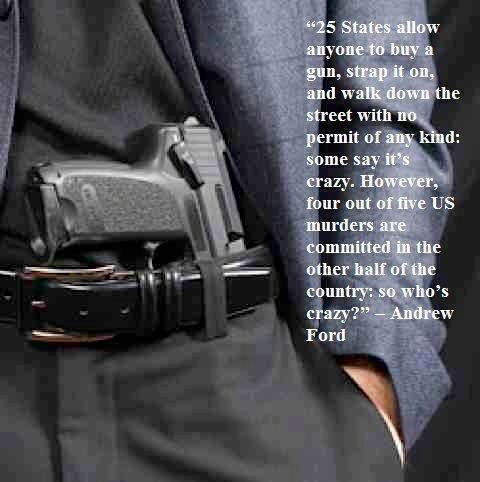 “25 States allow
anyone to buy a
gun, strap it on,
and walk down the
street with no
permit of any kind:
some say it’s
crazy. However,
four out of five US
murders are
committed in the
other half of the
country: so who’s
crazy?” – Andrew
Ford